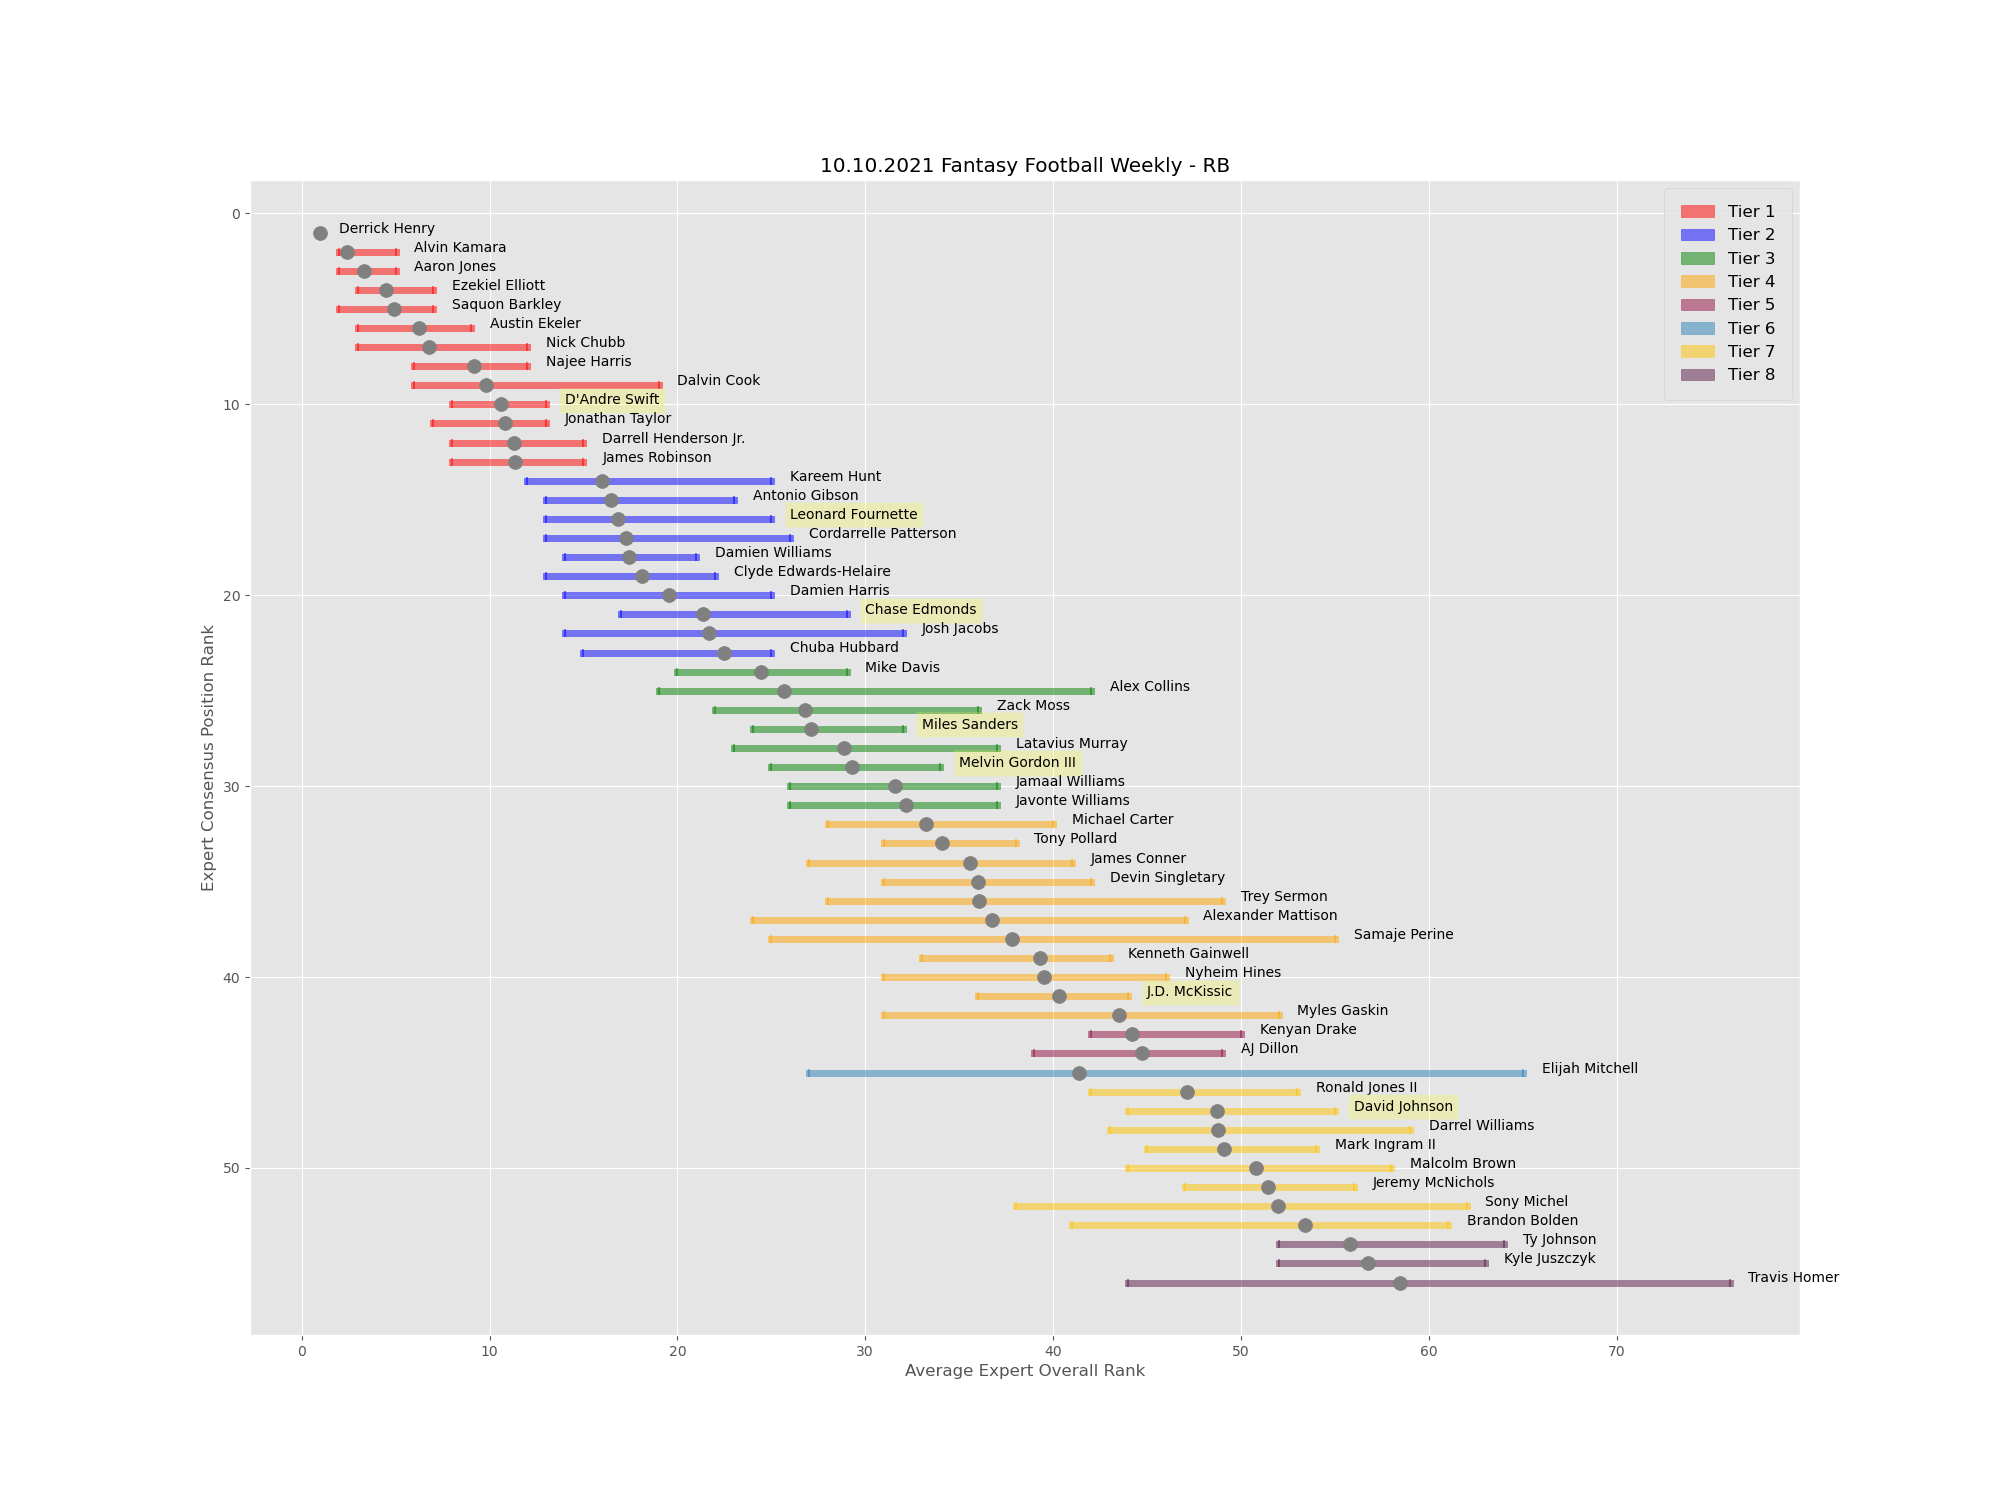 10.10.2021 Fantasy Football Weekly - RB
Tier 1
Tier 2
Tier 3
Tier 4
Tier 5
Tier 6
Tier 7
Tier 8
Derrick Henry
Alvin Kamara
Aaron Jones
Ezekiel Elliott
Saquon Barkley
Austin Ekeler
Nick Chubb
Najee Harris
Dalvin Cook
D'Andre Swift
Jonathan Taylor
Darrell Henderson Jr.
James Robinson
Kareem Hunt
Antonio Gibson
Leonard Fournette
Cordarrelle Patterson
Damien Williams
Clyde Edwards-Helaire
Damien Harris
Chase Edmonds
Josh Jacobs
Chuba Hubbard
Mike Davis
Alex Collins
Zack Moss
Miles Sanders
Latavius Murray
Melvin Gordon III
Jamaal Williams
Javonte Williams
Michael Carter
Tony Pollard
James Conner
Devin Singletary
Trey Sermon
Alexander Mattison
Samaje Perine
Kenneth Gainwell
Nyheim Hines
J.D. McKissic
Myles Gaskin
Kenyan Drake
AJ Dillon
Elijah Mitchell
Ronald Jones II
David Johnson
Darrel Williams
Mark Ingram II
Malcolm Brown
Jeremy McNichols
Sony Michel
Brandon Bolden
Ty Johnson
Kyle Juszczyk
Travis Homer
0
10
20
30
40
50
Expert Consensus Position Rank
0 10 20 30 40 50 60 70
Average Expert Overall Rank